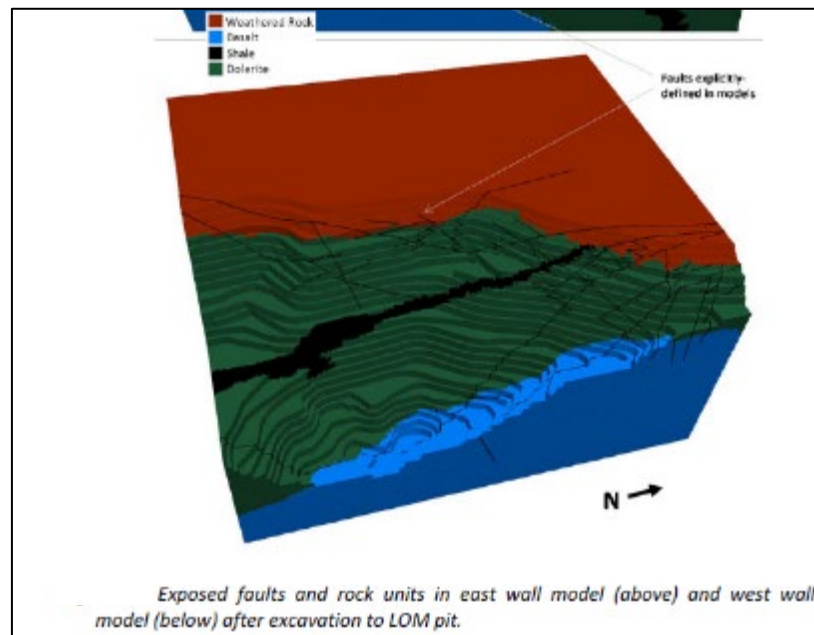 Weathered Rock
Basalt
Shale
Dolerite
Faults explicitly-
defined in models
N
Exposed faults and rock units in east wall model (above) and west wall
model (below) after excavation to LOM pit.